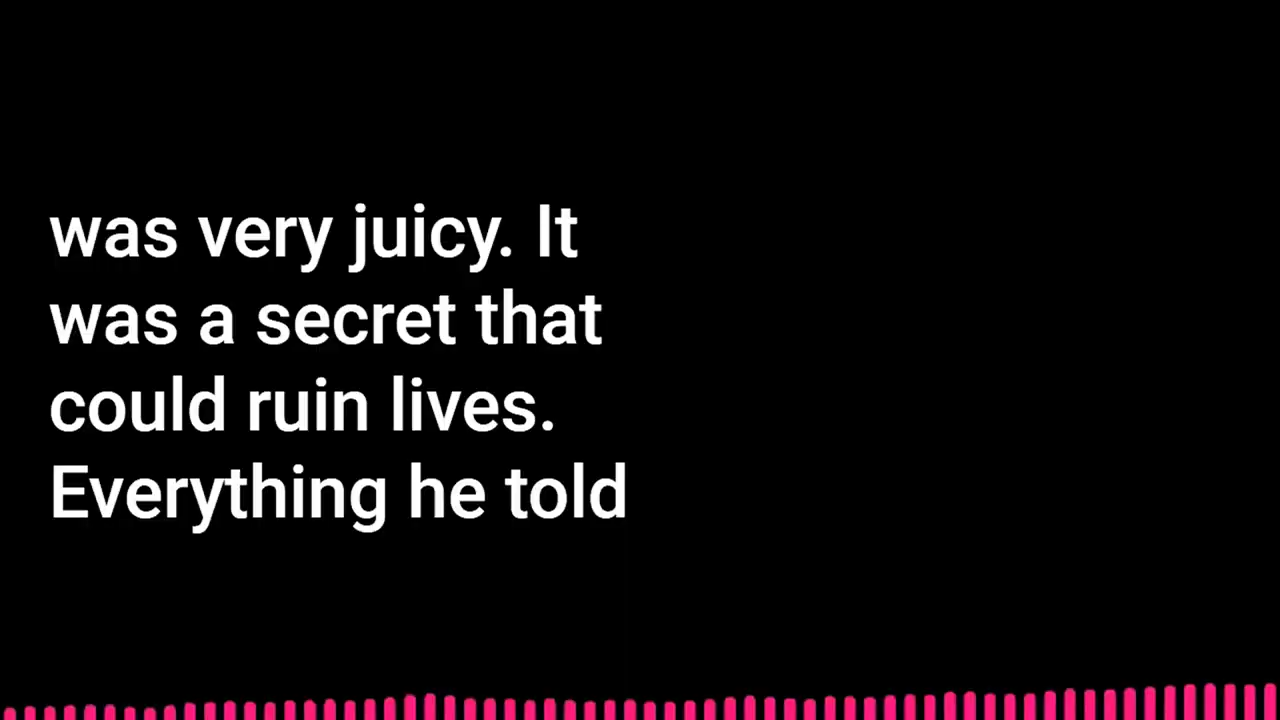 was very juicy. It
was a secret that
could ruin lives.
Everything he told